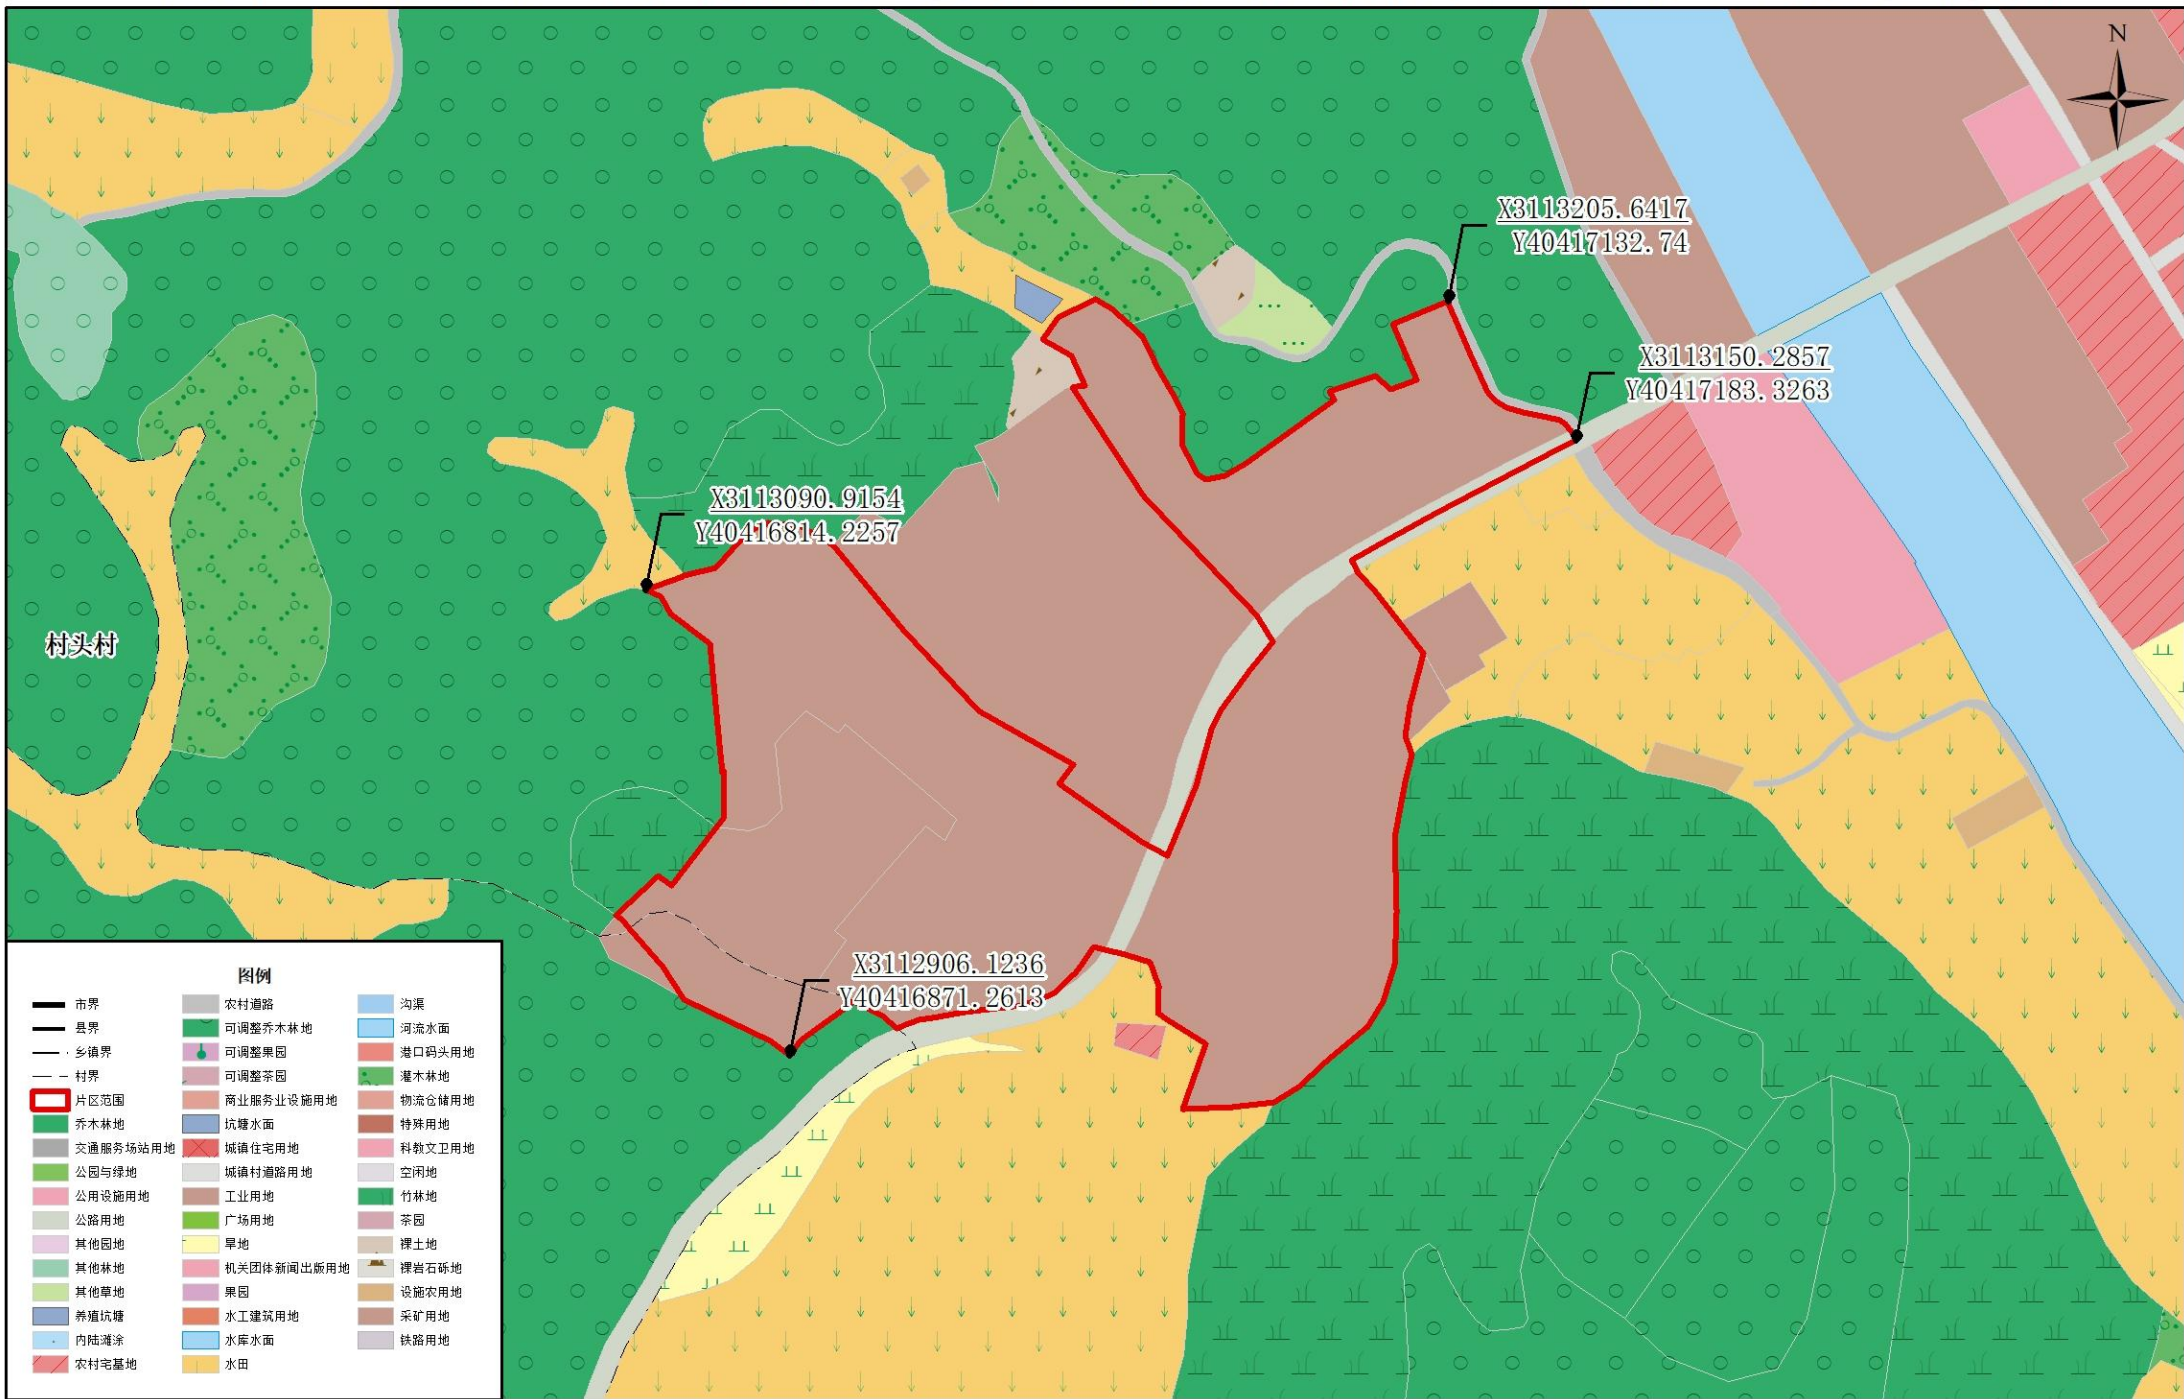 N
X3113205.6417
Y40417132.74
X3113150.2857
Y40417183.3263
X3113090.9154
Y40416814.2257
村头村
X3112906.1236
Y40416871.2613
图例
市界
县界
乡镇界
村界
片区范围
乔木林地
交通服务场站用地
公园与绿地
公用设施用地
公路用地
其他园地
其他林地
其他草地
养殖坑塘
内陆滩涂
农村宅基地
农村道路
可调整乔木林地
可调整果园
可调整茶园
商业服务业设施用地
坑塘水面
城镇住宅用地
城镇村道路用地
工业用地
广场用地
旱地
机关团体新闻出版用地
果园
水工建筑用地
水库水面
水田
沟渠
河流水面
港口码头用地
灌木林地
物流仓储用地
特殊用地
科教文卫用地
空闲地
竹林地
茶园
裸土地
裸岩石砾地
设施农用地
采矿用地
铁路用地